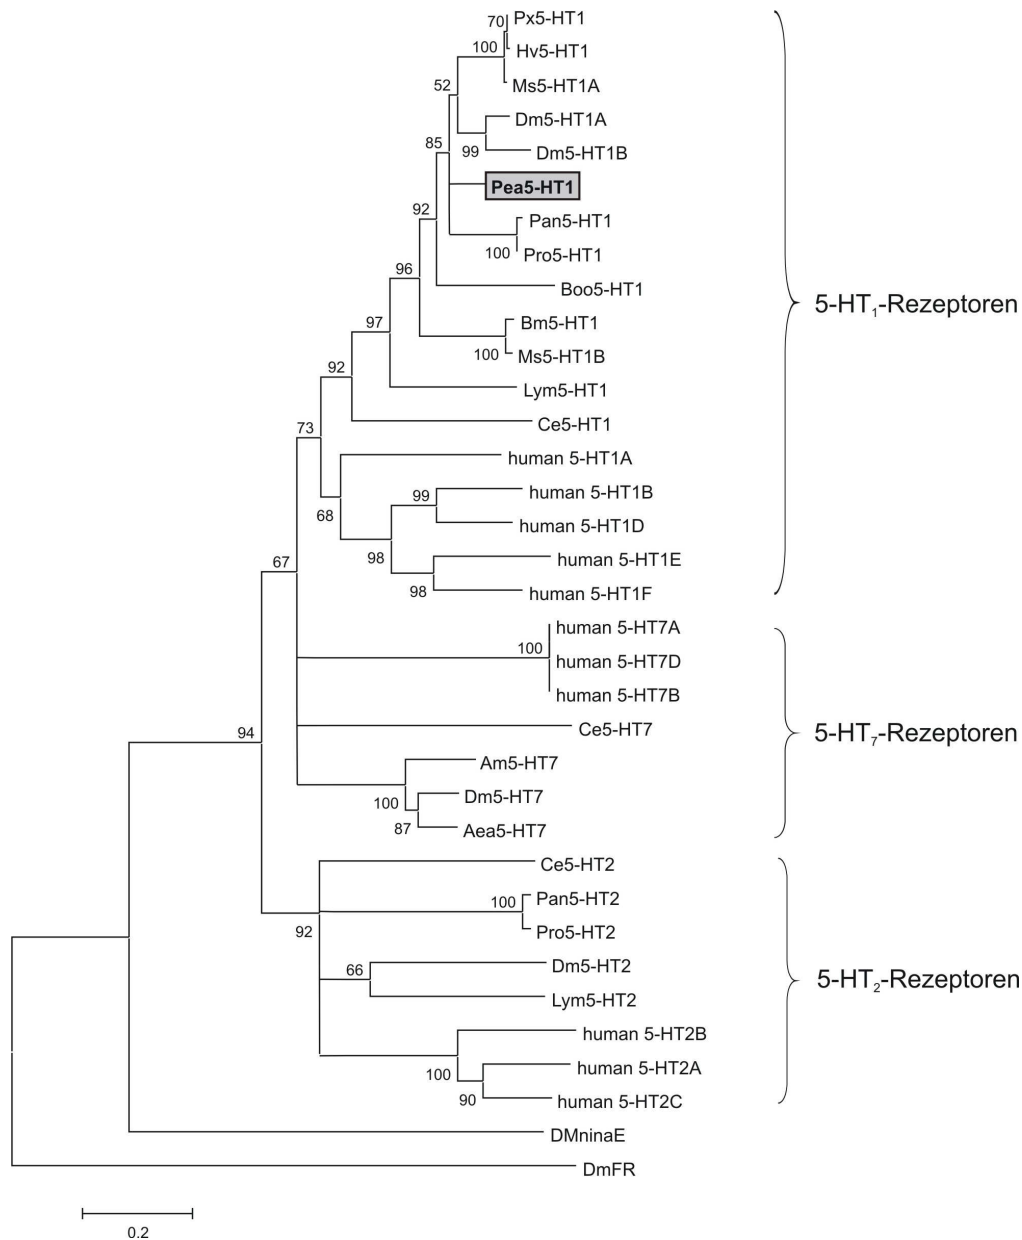 70
Px5-HT1
100
Hv5-HT1
Ms5-HT1A
52
Dm5-HT1A
99
Dm5-HT1B
85
Pea5-HT1
92
Pan5-HT1
100
Pro5-HT1
96
Boo5-HT1
5-HT1-Rezeptoren
97
Bm5-HT1
100
Ms5-HT1B
92
Lym5-HT1
Ce5-HT1
73
human 5-HT1A
68
99
human 5-HT1B
human 5-HT1D
98
human 5-HT1E
98
human 5-HT1F
67
human 5-HT7A
100
human 5-HT7D
human 5-HT7B
94
Ce5-HT7
5-HT7-Rezeptoren
Am5-HT7
100
Dm5-HT7
87
Aea5-HT7
Ce5-HT2
100
Pan5-HT2
92
Pro5-HT2
66
Dm5-HT2
5-HT2-Rezeptoren
Lym5-HT2
human 5-HT2B
100
human 5-HT2A
90
human 5-HT2C
DMninaE
DmFR
0.2